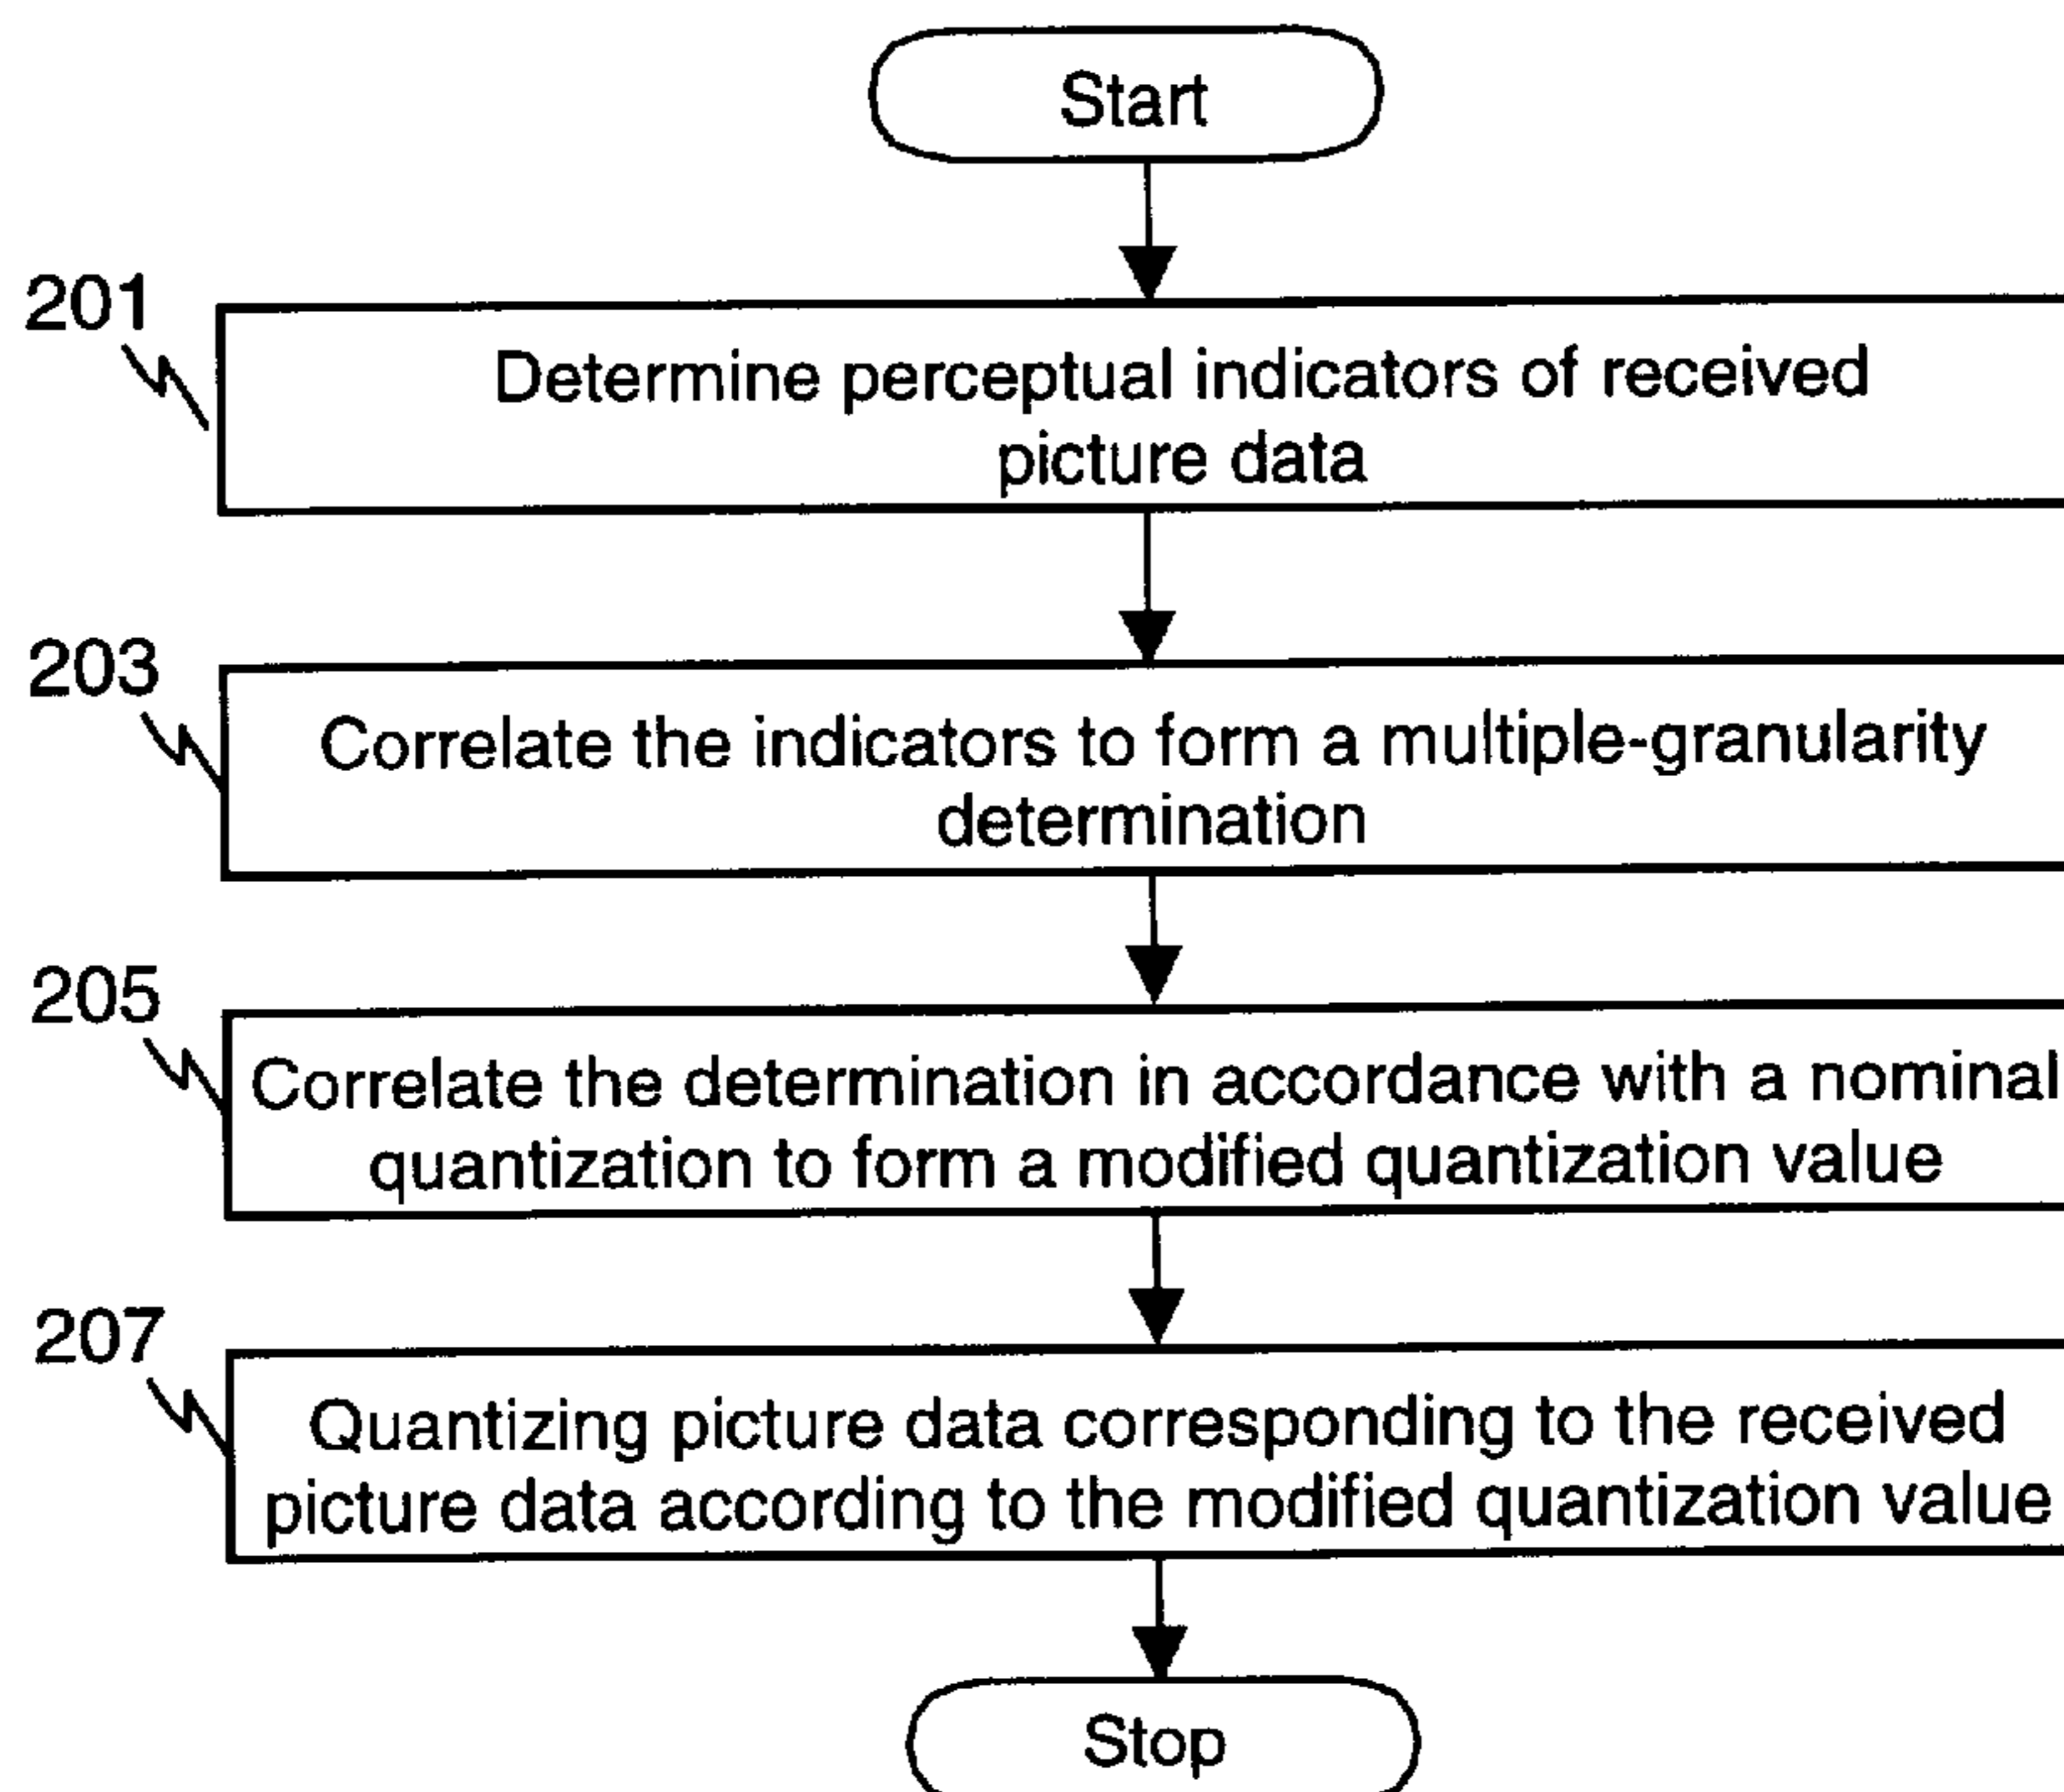 Start
201
Determine perceptual indicators of received
picture data
203
Correlate the indicators to form a multiple-granularity
determination
205
Correlate the determination in accordance with a nominal
quantization to form a modified quantization value
207
Quantizing picture data corresponding to the received
picture data according to the modified quantization value
Stop